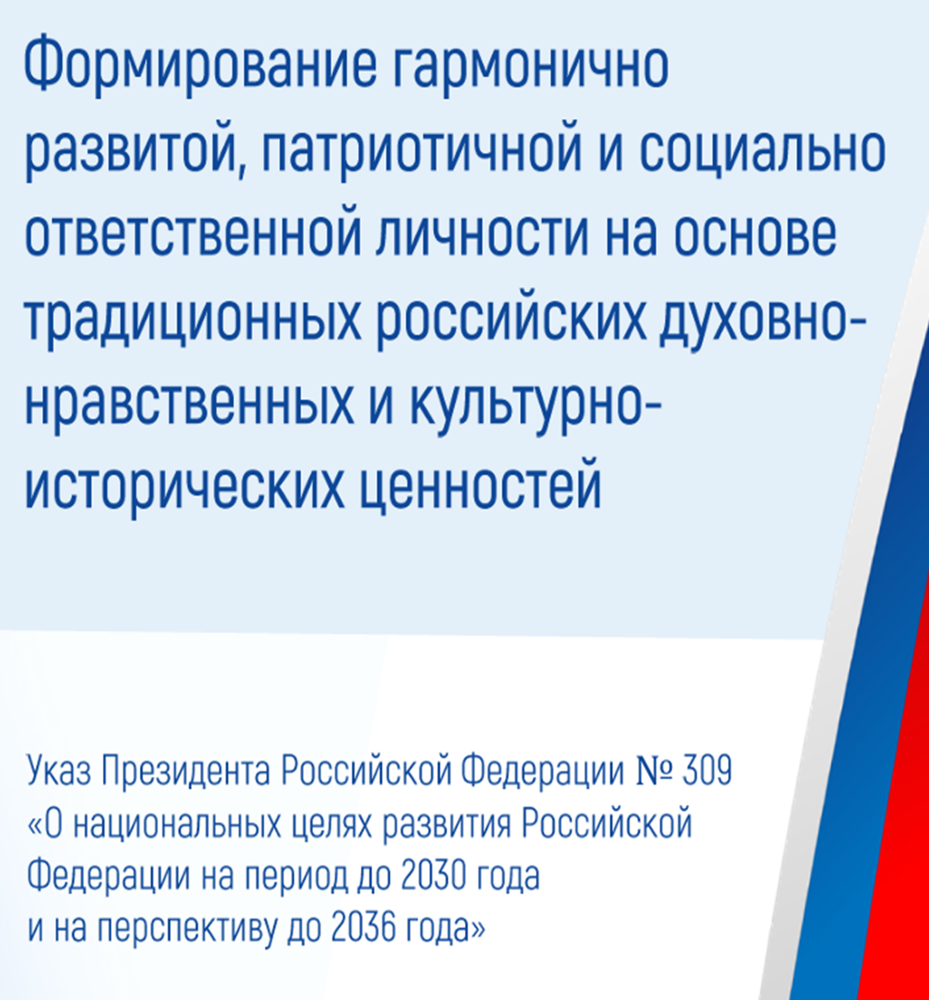 Формирование гармонично
развитой, патриотичной и социально
ответственной личности на основе
традиционных российских духовно-
нравственных и культурно-
исторических ценностей
Указ Президента Российской Федерации № 309
«О национальных целях развития Российской
Федерации на период до 2030 года
и на перспективу до 2036 года»